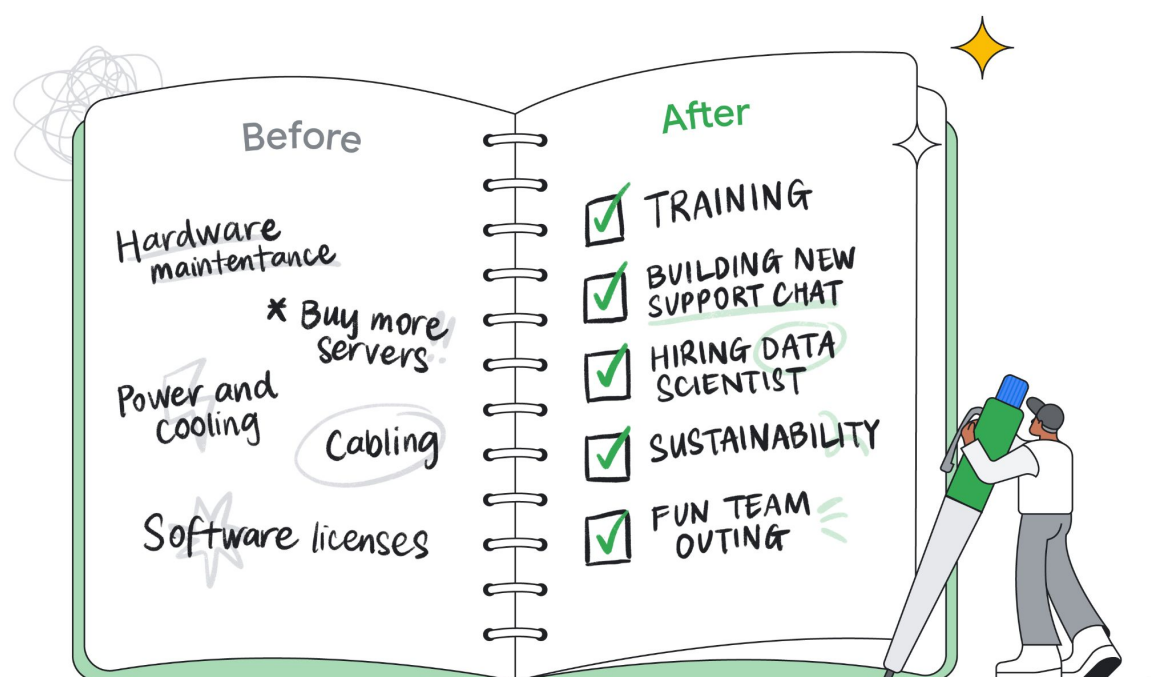 Before
Hardware
maintentance
* Buy more
servers!!
Power and
cooling
Cabling
Software licenses
After
TRAINING
BUILDING NEW
SUPPORT CHAT
HIRING DATA
SCIENTIST
SUSTAINABILITY
FUN TEAM
OUTING